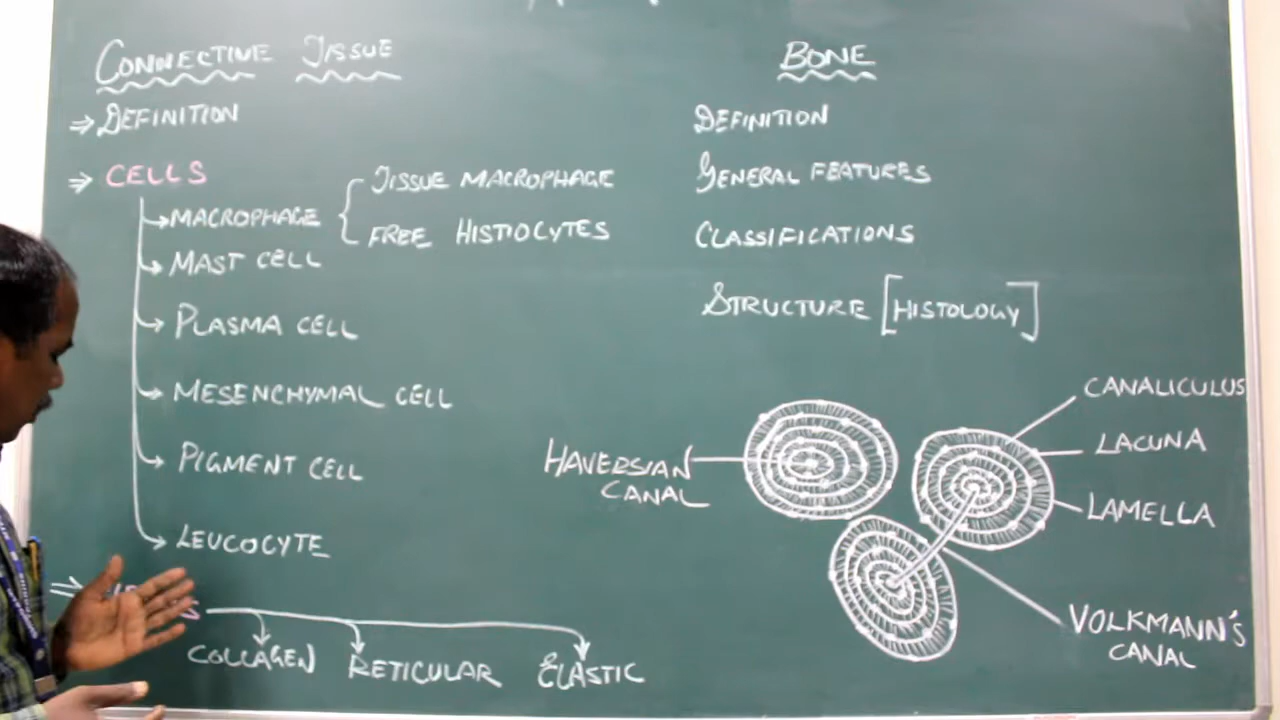 CONNECTIVE TISSUE
⇒ DEFINITION
⇒ CELLS
MACROPHAGE
TISSUE MACROPHAGE
FREE HISTIOCYTES
MAST CELL
PLASMA CELL
MESENCHYMAL CELL
PIGMENT CELL
LEUCOCYTE
COLLAGEN RETICULAR ELASTIC
BONE
DEFINITION
GENERAL FEATURES
CLASSIFICATIONS
STRUCTURE [HISTOLOGY]
HAVERSIAN
CANAL
CANALICULUS
LACUNA
LAMELLA
VOLKMANN'S
CANAL